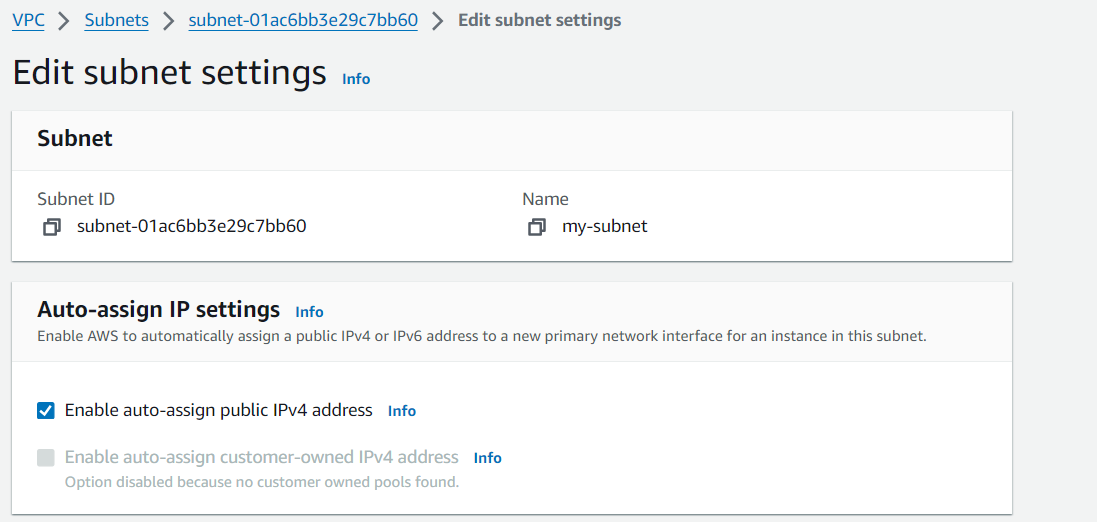 VPC > Subnets > subnet-01ac6bb3e29c7bb60 > Edit subnet settings
Edit subnet settings Info
Subnet
Subnet ID Name
subnet-01ac6bb3e29c7bb60 my-subnet
Auto-assign IP settings Info
Enable AWS to automatically assign a public IPv4 or IPv6 address to a new primary network interface for an instance in this subnet.
Enable auto-assign public IPv4 address Info
Enable auto-assign customer-owned IPv4 address Info
Option disabled because no customer owned pools found.